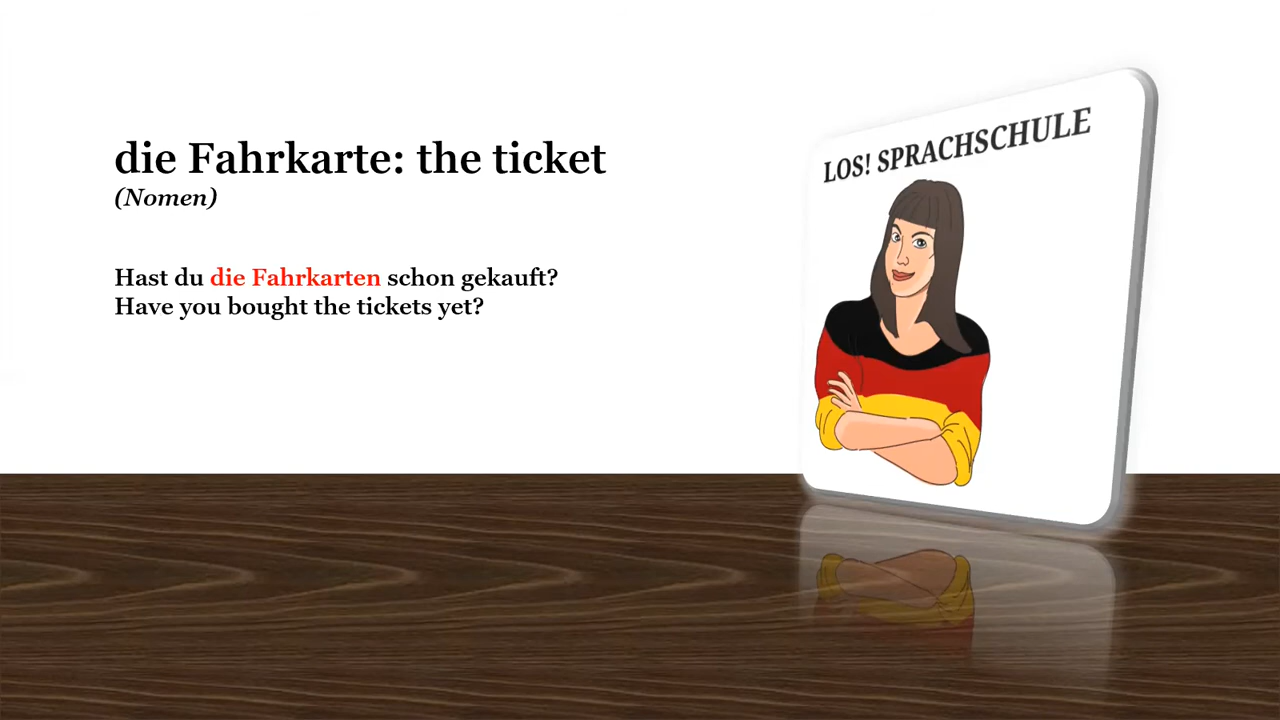 die Fahrkarte: the ticket
(Nomen)
Hast du die Fahrkarten schon gekauft?
Have you bought the tickets yet?
LOS! SPRACHSCHULE